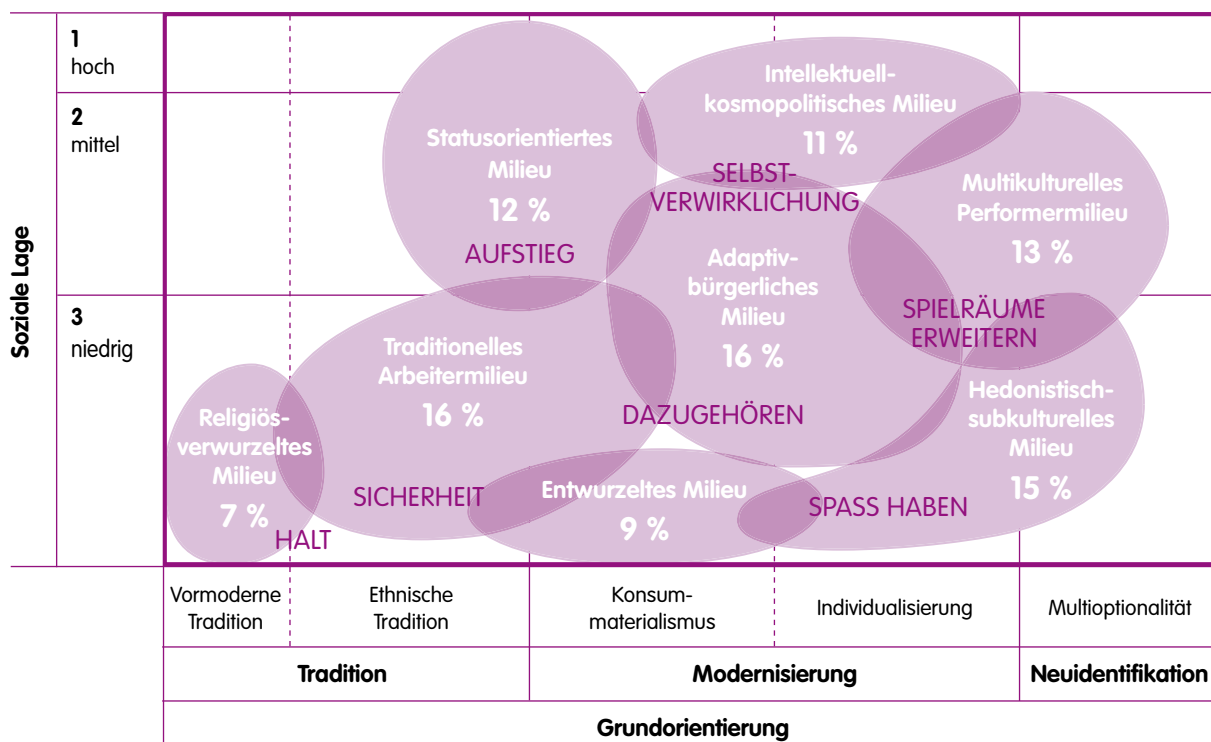 Soziale Lage
1
hoch
2
mittel
3
niedrig
Intellektuell-
kosmopolitisches Milieu
11 %
Statusorientiertes
Milieu
12 %
AUFSTIEG
SELBST-
VERWIRKLICHUNG
Multikulturelles
Performermilieu
13 %
Adaptiv-
bürgerliches
Milieu
16 %
SPIELRÄUME
ERWEITERN
Traditionelles
Arbeitermilieu
16 %
DAZUGEHÖREN
Hedonistisch-
subkulturelles
Milieu
15 %
Religiös-
verwurzeltes
Milieu
7 %
HALT
SICHERHEIT
Entwurzeltes Milieu
9 %
SPASS HABEN
Vormoderne
Tradition
Ethnische
Tradition
Konsum-
materialismus
Individualisierung
Multioptionalität
Tradition
Modernisierung
Neuidentifikation
Grundorientierung